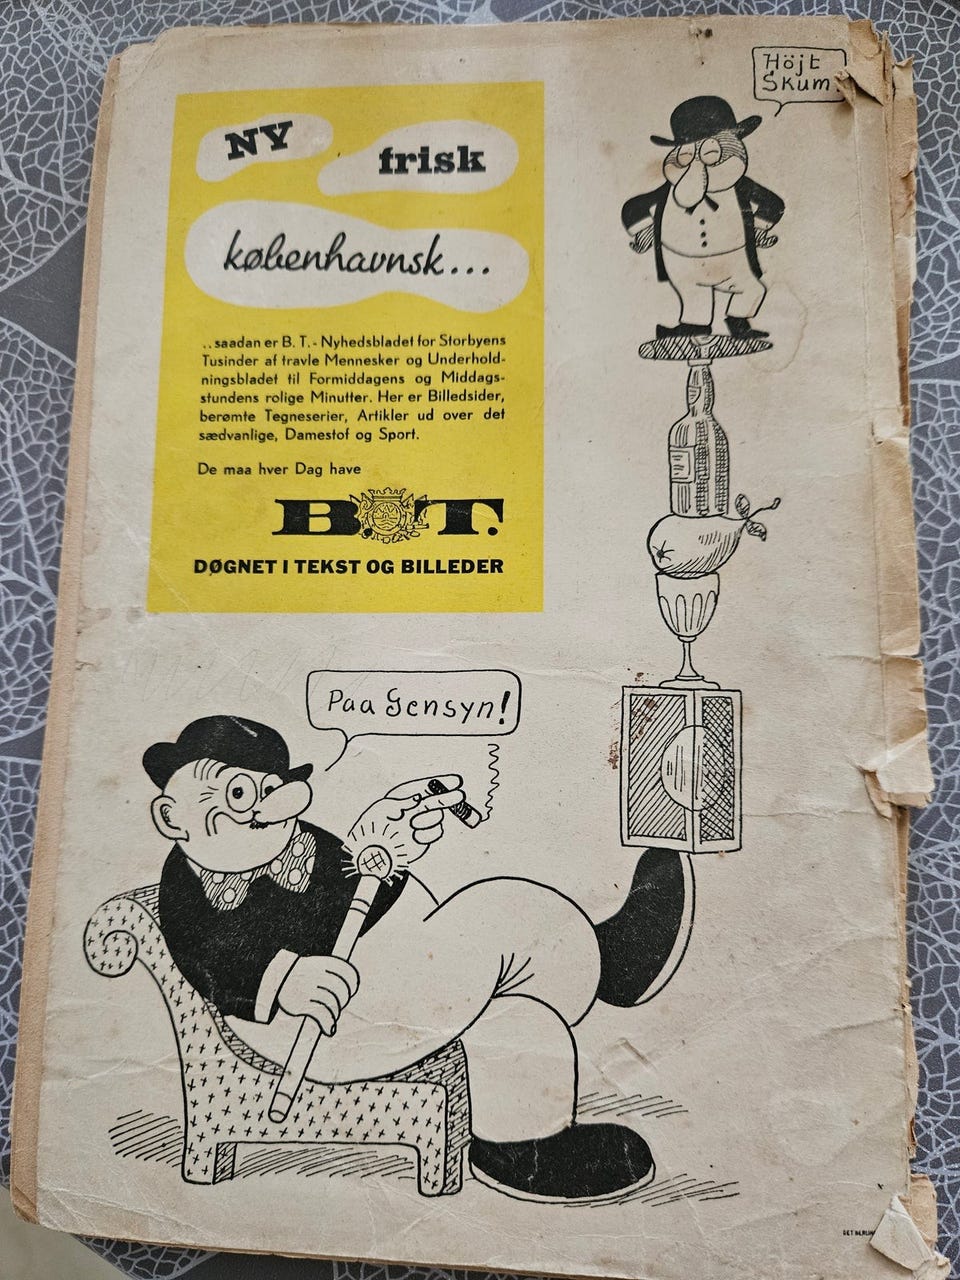 Höjt
Skum!
NY
frisk
københavnsk...
..saadan er B.T.-Nyhedsbladet for Storbyens
Tusinder af travle Mennesker og Underhold-
ningsbladet til Formiddagens og Middags-
stundens rolige Minutter. Her er Billedsider,
berømte Tegneserier, Artikler ud over det
sædvanlige, Damestof og Sport.
De maa hver Dag have
B.T.
DØGNET I TEKST OG BILLEDER
Paa Gensyn!
DET